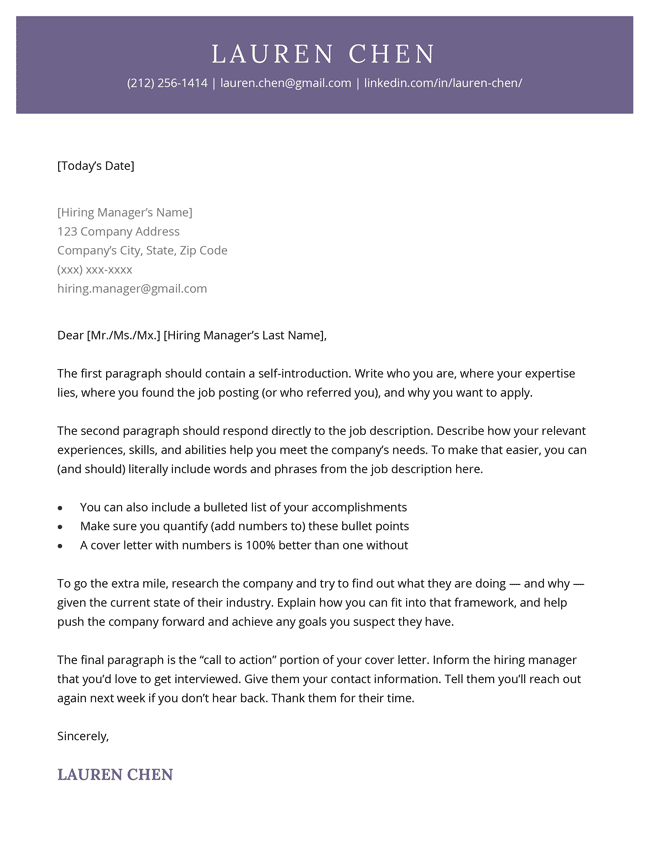 LAUREN CHEN
(212) 256-1414 | lauren.chen@gmail.com | linkedin.com/in/lauren-chen/
[Today’s Date]
[Hiring Manager’s Name]
123 Company Address
Company’s City, State, Zip Code
(xxx) xxx-xxxx
hiring.manager@gmail.com
Dear [Mr./Ms./Mx.] [Hiring Manager’s Last Name],
The first paragraph should contain a self-introduction. Write who you are, where your expertise
lies, where you found the job posting (or who referred you), and why you want to apply.
The second paragraph should respond directly to the job description. Describe how your relevant
experiences, skills, and abilities help you meet the company’s needs. To make that easier, you can
(and should) literally include words and phrases from the job description here.
• You can also include a bulleted list of your accomplishments
• Make sure you quantify (add numbers to) these bullet points
• A cover letter with numbers is 100% better than one without
To go the extra mile, research the company and try to find out what they are doing — and why —
given the current state of their industry. Explain how you can fit into that framework, and help
push the company forward and achieve any goals you suspect they have.
The final paragraph is the “call to action” portion of your cover letter. Inform the hiring manager
that you’d love to get interviewed. Give them your contact information. Tell them you’ll reach out
again next week if you don’t hear back. Thank them for their time.
Sincerely,
LAUREN CHEN